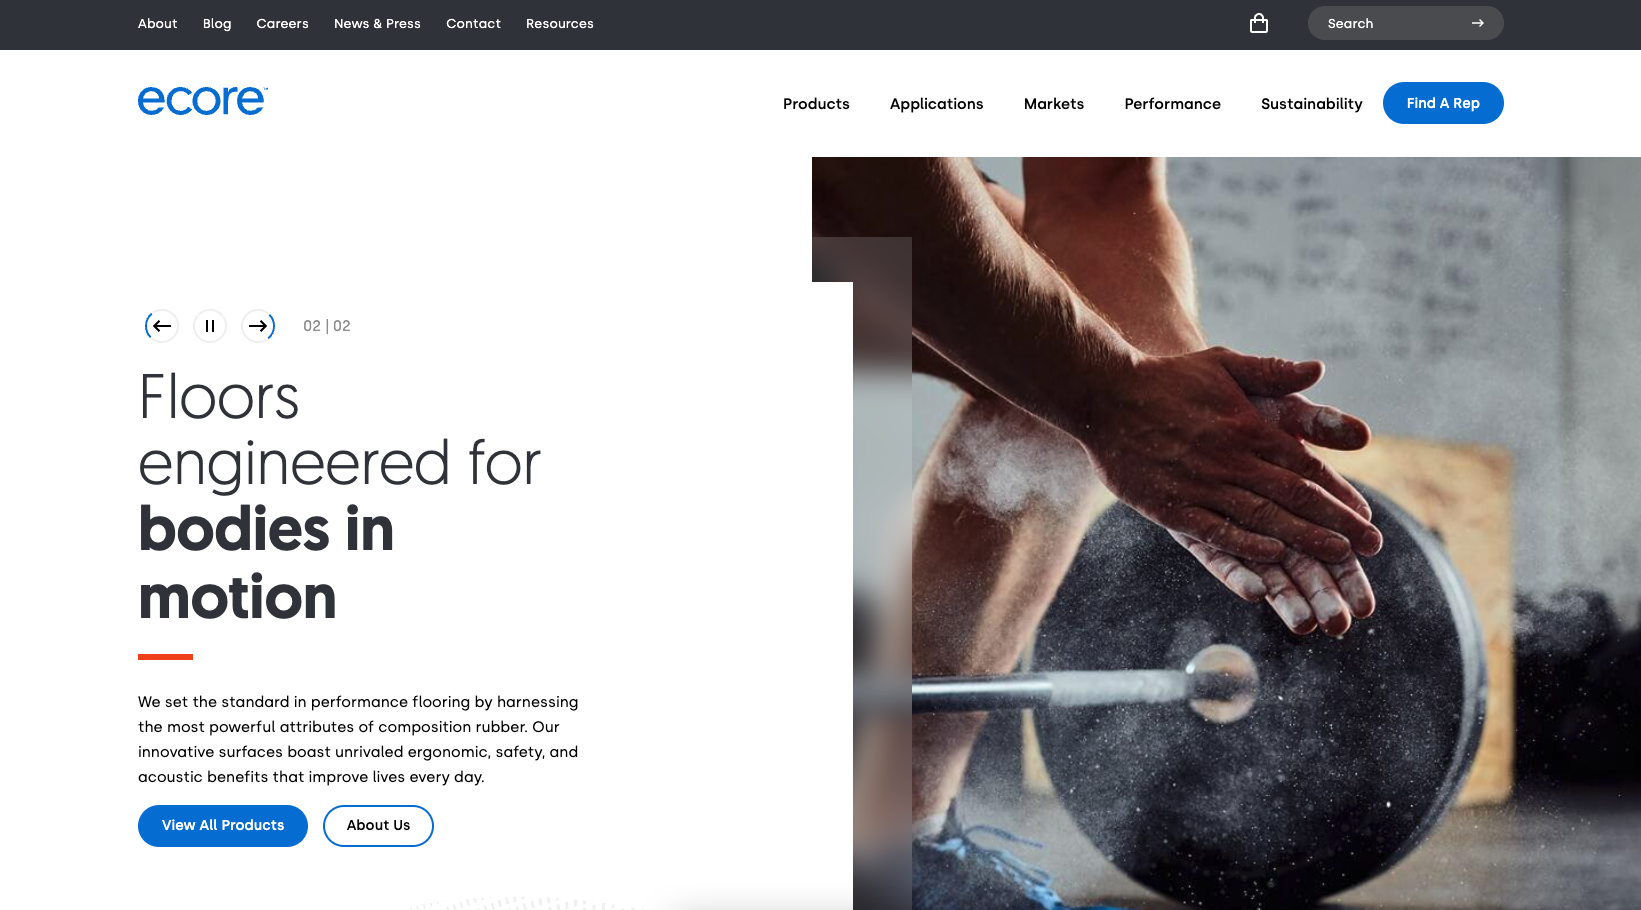 About Blog Careers News & Press Contact Resources Search
ecore™
Products Applications Markets Performance Sustainability Find A Rep
02 | 02
Floors
engineered for
bodies in
motion
We set the standard in performance flooring by harnessing
the most powerful attributes of composition rubber. Our
innovative surfaces boast unrivaled ergonomic, safety, and
acoustic benefits that improve lives every day.
View All Products About Us